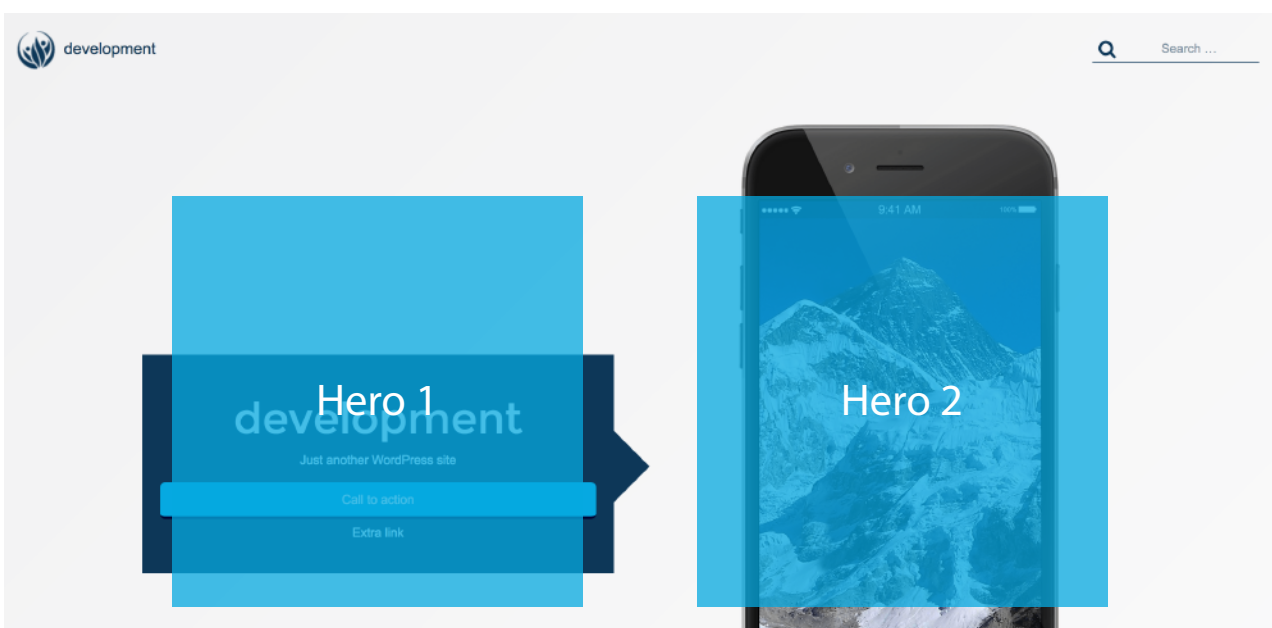 development
Search ...
9:41 AM
100%
Hero 1
Hero 2
development
Just another WordPress site
Call to action
Extra link